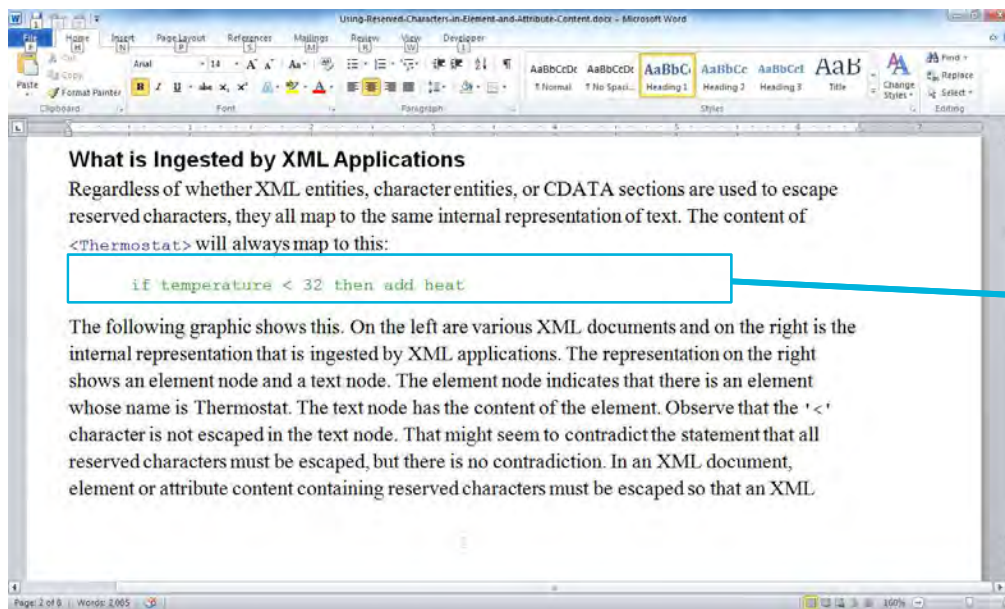 Using-Reserved-Characters-in-Element-and-Attribute-Content.docx - Microsoft Word
File Home Insert Page Layout References Mailings Review View Developer
F H N P S M R W L
Cut Arial 14 AaBbCcDc AaBbCcDc AaBbC AaBbCc AaBbCcI AaB Find
Copy Replace
Paste Format Painter B I U abc ¶ Normal ¶ No Spaci... Heading 1 Heading 2 Heading 3 Title Change Styles Select
Clipboard Font Paragraph Styles Editing
What is Ingested by XML Applications
Regardless of whether XML entities, character entities, or CDATA sections are used to escape
reserved characters, they all map to the same internal representation of text. The content of
<Thermostat> will always map to this:
if temperature < 32 then add heat
The following graphic shows this. On the left are various XML documents and on the right is the
internal representation that is ingested by XML applications. The representation on the right
shows an element node and a text node. The element node indicates that there is an element
whose name is Thermostat. The text node has the content of the element. Observe that the '<'
character is not escaped in the text node. That might seem to contradict the statement that all
reserved characters must be escaped, but there is no contradiction. In an XML document,
element or attribute content containing reserved characters must be escaped so that an XML
Page: 2 of 6 Words: 2,065 160%